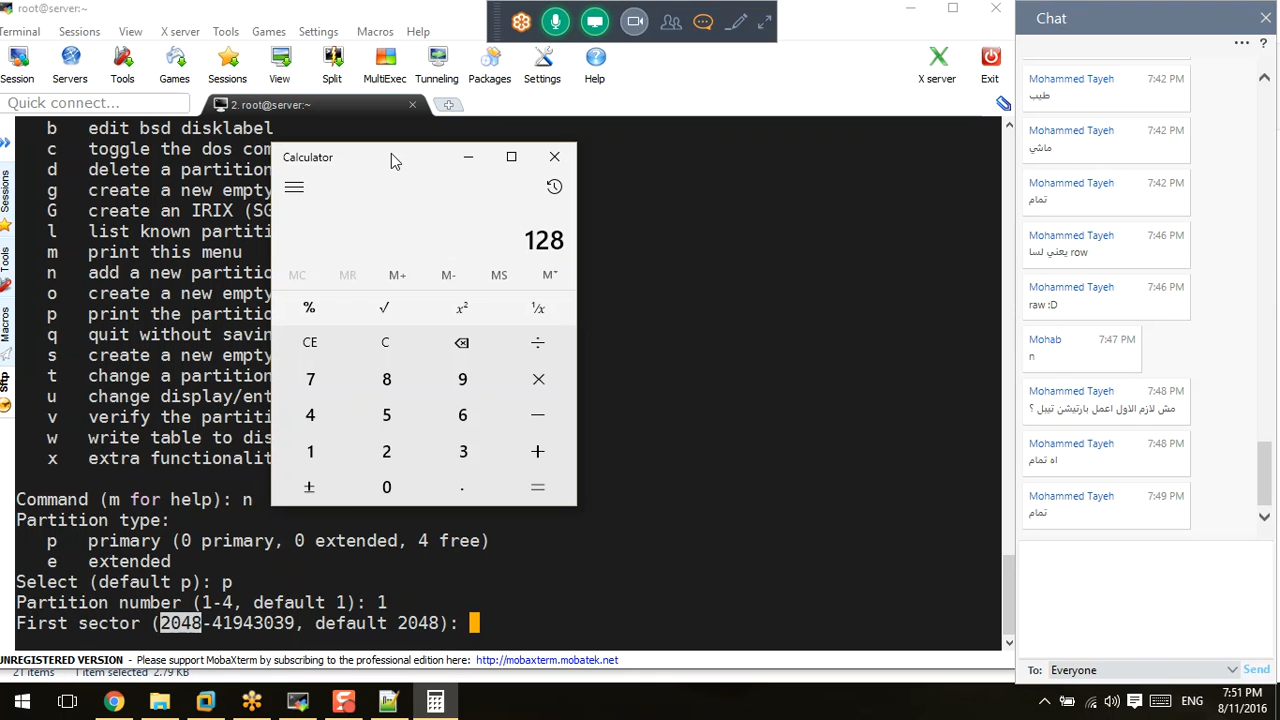 root@server:~
Chat
Terminal Sessions View X server Tools Games Settings Macros Help
Session Servers Tools Games Sessions View Split MultiExec Tunneling Packages Settings Help X server Exit
Quick connect...
2. root@server:~
Sessions
Tools
Macros
Sftp
b edit bsd disklabel
c toggle the dos com
d delete a partition
g create a new empty
G create an IRIX (SG
l list known partiti
m print this menu
n add a new partitio
o create a new empty
p print the partitio
q quit without savin
s create a new empty
t change a partition
u change display/ent
v verify the partiti
w write table to dis
x extra functionalit
Calculator
128
MC MR M+ M- MS M˅
% √ x² ¹/x
CE C ÷
7 8 9 ×
4 5 6 −
1 2 3 +
± 0 . =
Command (m for help): n
Partition type:
p primary (0 primary, 0 extended, 4 free)
e extended
Select (default p): p
Partition number (1-4, default 1): 1
First sector (2048-41943039, default 2048):
UNREGISTERED VERSION - Please support MobaXterm by subscribing to the professional edition here: http://mobaxterm.mobatek.net
21 items 1 item selected 2.79 KB
Mohammed Tayeh 7:42 PM
طيب
Mohammed Tayeh 7:42 PM
ماشي
Mohammed Tayeh 7:42 PM
تمام
Mohammed Tayeh 7:46 PM
يعني لسا row
Mohammed Tayeh 7:46 PM
raw :D
Mohab 7:47 PM
n
Mohammed Tayeh 7:48 PM
مش لازم الاول اعمل بارتيشن تيبل ؟
Mohammed Tayeh 7:48 PM
اه تمام
Mohammed Tayeh 7:49 PM
تمام
To: Everyone Send
ENG
7:51 PM
8/11/2016